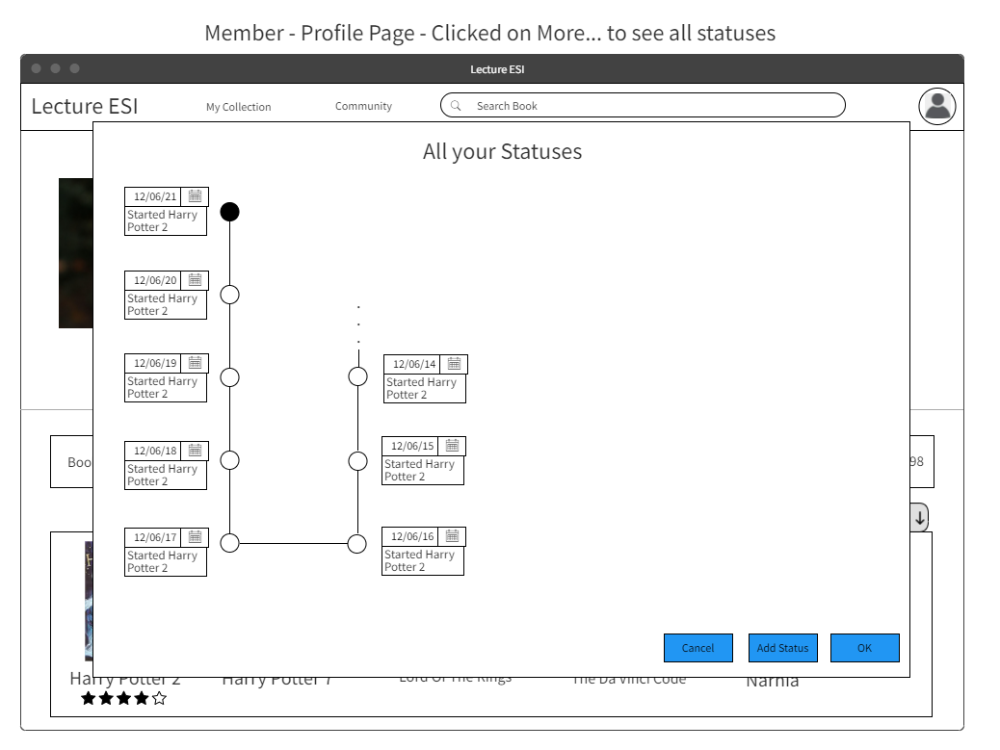 Member - Profile Page - Clicked on More... to see all statuses
Lecture ESI
Lecture ESI
My Collection
Community
Search Book
All your Statuses
12/06/21
Started Harry
Potter 2
12/06/20
Started Harry
Potter 2
12/06/19
Started Harry
Potter 2
12/06/18
Started Harry
Potter 2
12/06/17
Started Harry
Potter 2
.
.
.
12/06/14
Started Harry
Potter 2
12/06/15
Started Harry
Potter 2
12/06/16
Started Harry
Potter 2
Boo
98
Cancel
Add Status
OK
Harry Potter 2
Harry Potter 7
Lord Of The Rings
The Da Vinci Code
Narnia